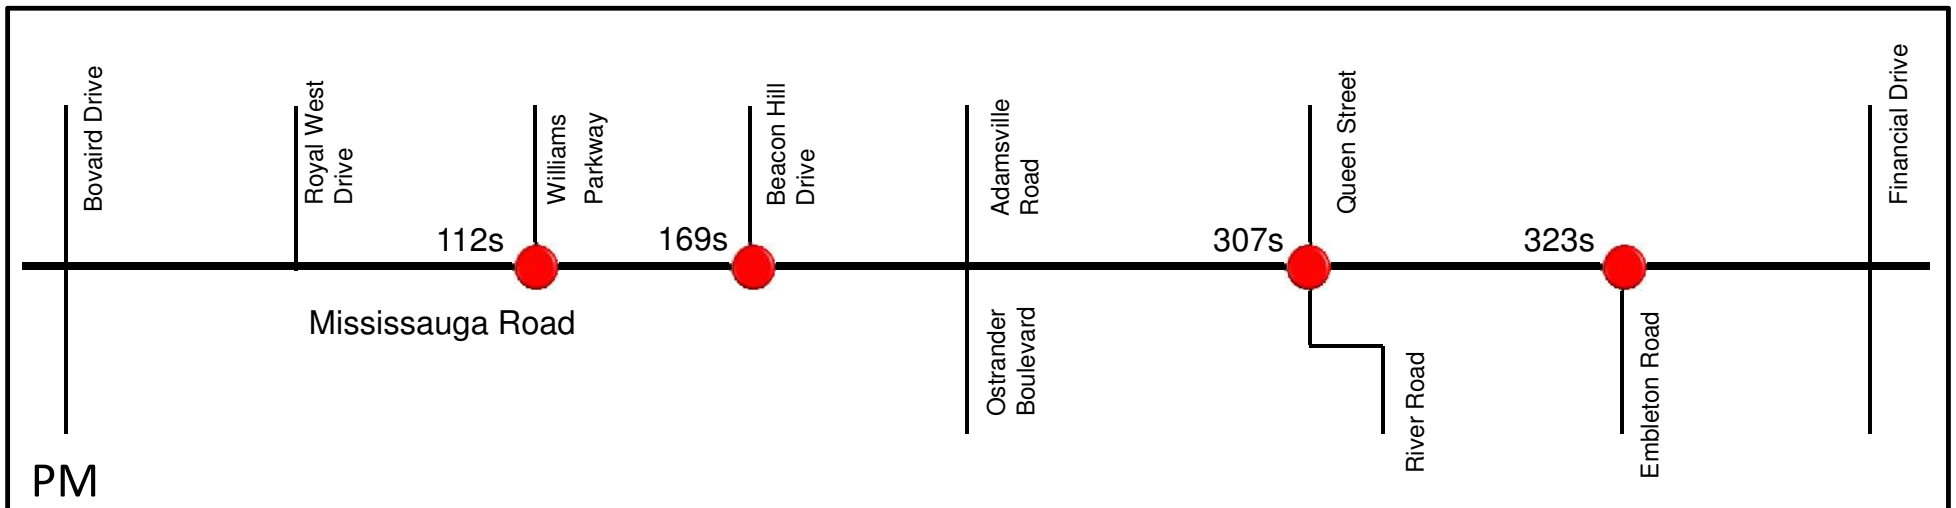 Bovaird Drive
Royal West
Drive
Williams
Parkway
Beacon Hill
Drive
Adamsville
Road
Queen Street
Financial Drive
112s
169s
307s
323s
Mississauga Road
Ostrander
Boulevard
River Road
Embleton Road
PM